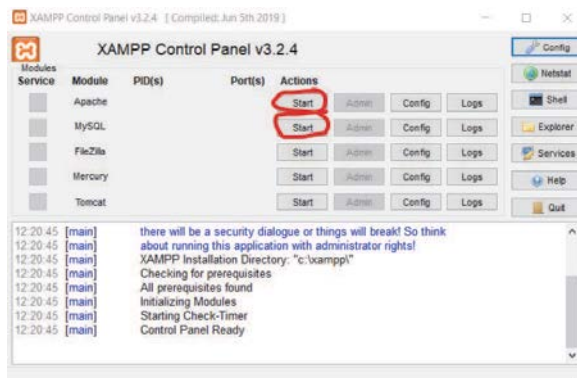 XAMPP Control Panel v3.2.4 [ Compiled: Jun 5th 2019 ]
XAMPP Control Panel v3.2.4
Config
Modules
Service Module PID(s) Port(s) Actions
Netstat
Apache Start Admin Config Logs
Shell
MySQL Start Admin Config Logs
Explorer
FileZilla Start Admin Config Logs
Services
Mercury Start Admin Config Logs
Help
Tomcat Start Admin Config Logs
Quit
12:20:45 [main] there will be a security dialogue or things will break! So think
12:20:45 [main] about running this application with administrator rights!
12:20:45 [main] XAMPP Installation Directory: "c:\xampp\"
12:20:45 [main] Checking for prerequisites
12:20:45 [main] All prerequisites found
12:20:45 [main] Initializing Modules
12:20:45 [main] Starting Check-Timer
12:20:45 [main] Control Panel Ready